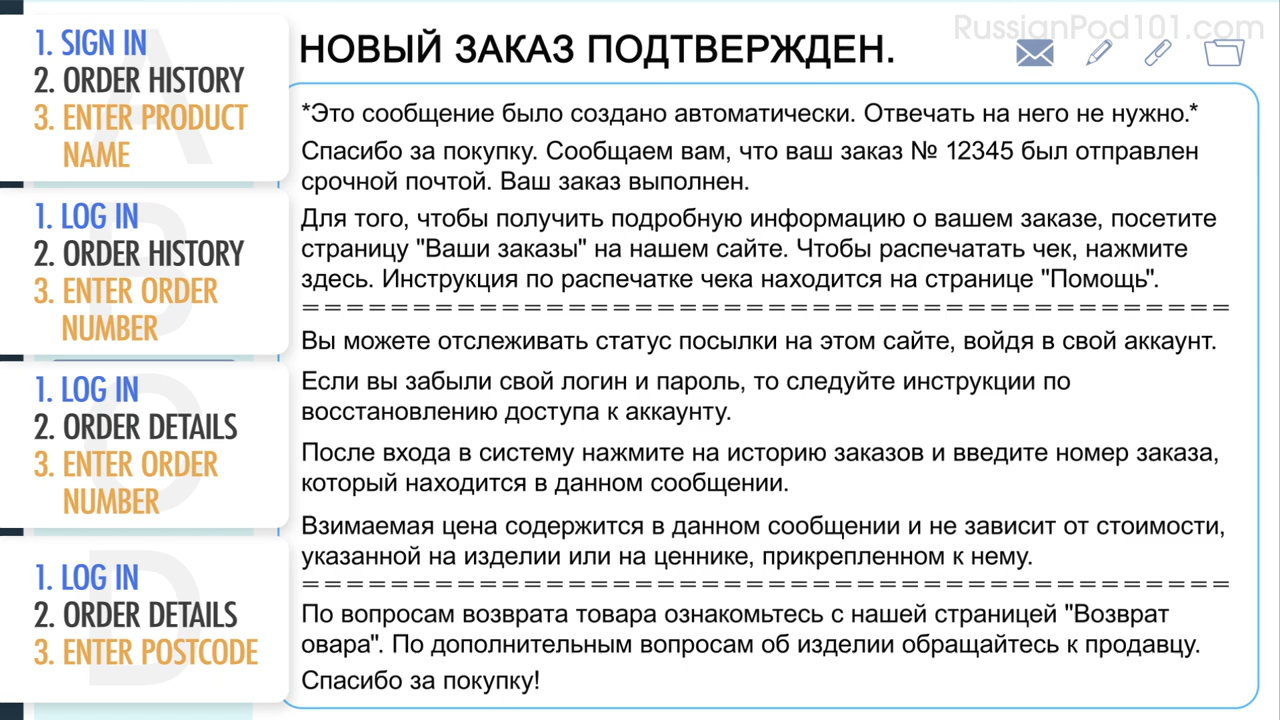 RussianPod101.com
1. SIGN IN
2. ORDER HISTORY
3. ENTER PRODUCT
NAME
A
1. LOG IN
2. ORDER HISTORY
3. ENTER ORDER
NUMBER
B
1. LOG IN
2. ORDER DETAILS
3. ENTER ORDER
NUMBER
C
1. LOG IN
2. ORDER DETAILS
3. ENTER POSTCODE
D
НОВЫЙ ЗАКАЗ ПОДТВЕРЖДЕН.
*Это сообщение было создано автоматически. Отвечать на него не нужно.*
Спасибо за покупку. Сообщаем вам, что ваш заказ № 12345 был отправлен
срочной почтой. Ваш заказ выполнен.
Для того, чтобы получить подробную информацию о вашем заказе, посетите
страницу "Ваши заказы" на нашем сайте. Чтобы распечатать чек, нажмите
здесь. Инструкция по распечатке чека находится на странице "Помощь".
==========================================
Вы можете отслеживать статус посылки на этом сайте, войдя в свой аккаунт.
Если вы забыли свой логин и пароль, то следуйте инструкции по
восстановлению доступа к аккаунту.
После входа в систему нажмите на историю заказов и введите номер заказа,
который находится в данном сообщении.
Взимаемая цена содержится в данном сообщении и не зависит от стоимости,
указанной на изделии или на ценнике, прикрепленном к нему.
==========================================
По вопросам возврата товара ознакомьтесь с нашей страницей "Возврат
овара". По дополнительным вопросам об изделии обращайтесь к продавцу.
Спасибо за покупку!